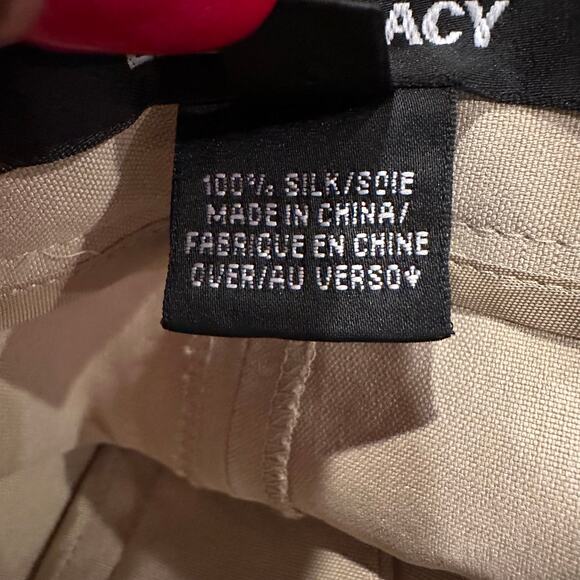 ACY
100% SILK/SOIE
MADE IN CHINA/
FABRIQUE EN CHINE
OVER/AU VERSO